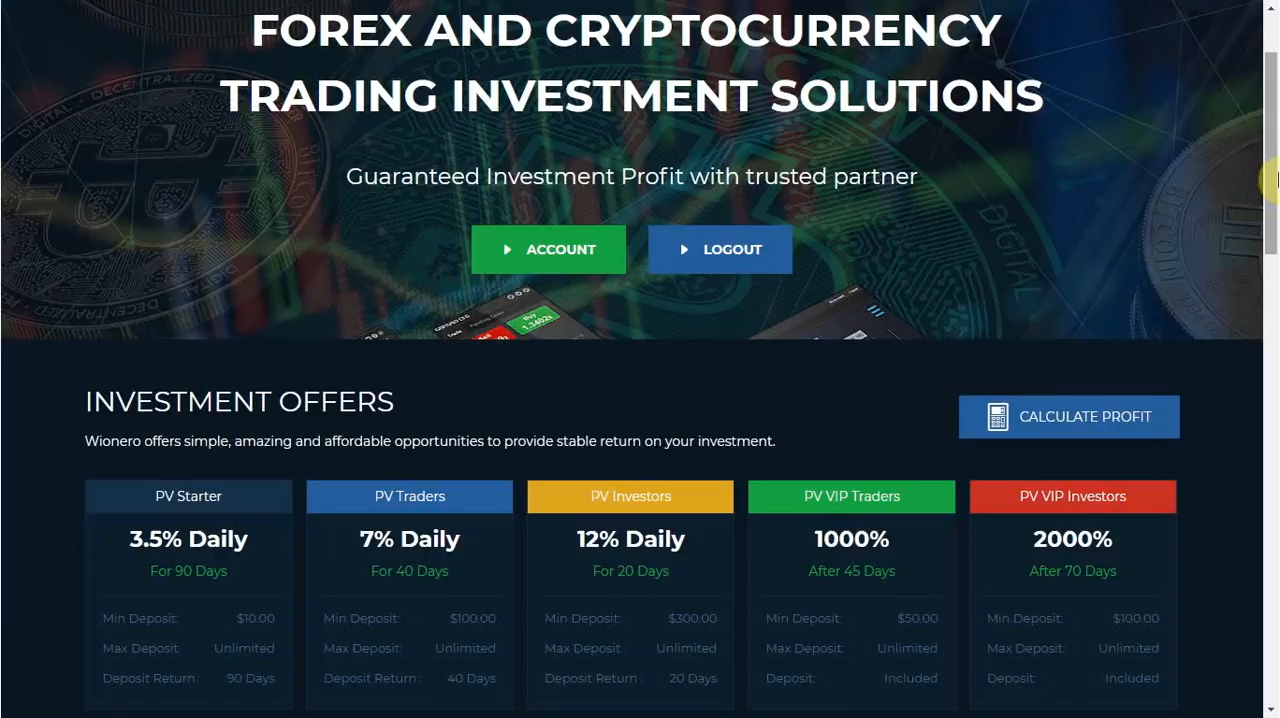 FOREX AND CRYPTOCURRENCY
TRADING INVESTMENT SOLUTIONS
Guaranteed Investment Profit with trusted partner
ACCOUNT
LOGOUT
INVESTMENT OFFERS
Wionero offers simple, amazing and affordable opportunities to provide stable return on your investment.
CALCULATE PROFIT
PV Starter
3.5% Daily
For 90 Days
Min Deposit: $10.00
Max Deposit Unlimited
Deposit Return : 90 Days
PV Traders
7% Daily
For 40 Days
Min Deposit: $100.00
Max Deposit: Unlimited
Deposit Return : 40 Days
PV Investors
12% Daily
For 20 Days
Min Deposit: $300.00
Max Deposit: Unlimited
Deposit Return : 20 Days
PV VIP Traders
1000%
After 45 Days
Min Deposit: $50.00
Max Deposit: Unlimited
Deposit: Included
PV VIP Investors
2000%
After 70 Days
Min Deposit: $100.00
Max Deposit: Unlimited
Deposit: Included